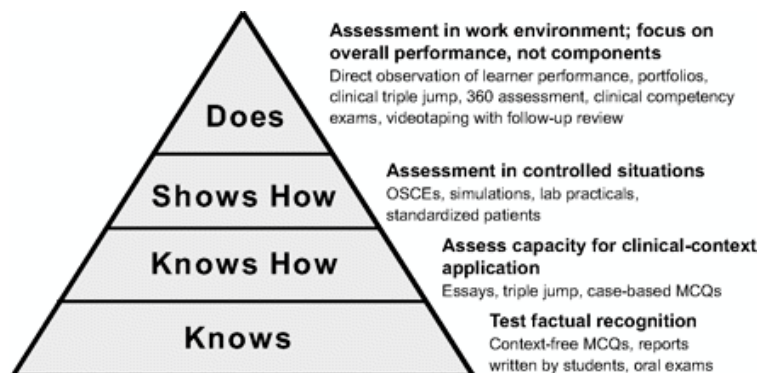 Assessment in work environment; focus on
overall performance, not components
Direct observation of learner performance, portfolios,
clinical triple jump, 360 assessment, clinical competency
exams, videotaping with follow-up review
Does
Assessment in controlled situations
OSCEs, simulations, lab practicals,
standardized patients
Shows How
Assess capacity for clinical-context
application
Essays, triple jump, case-based MCQs
Knows How
Test factual recognition
Context-free MCQs, reports
written by students, oral exams
Knows